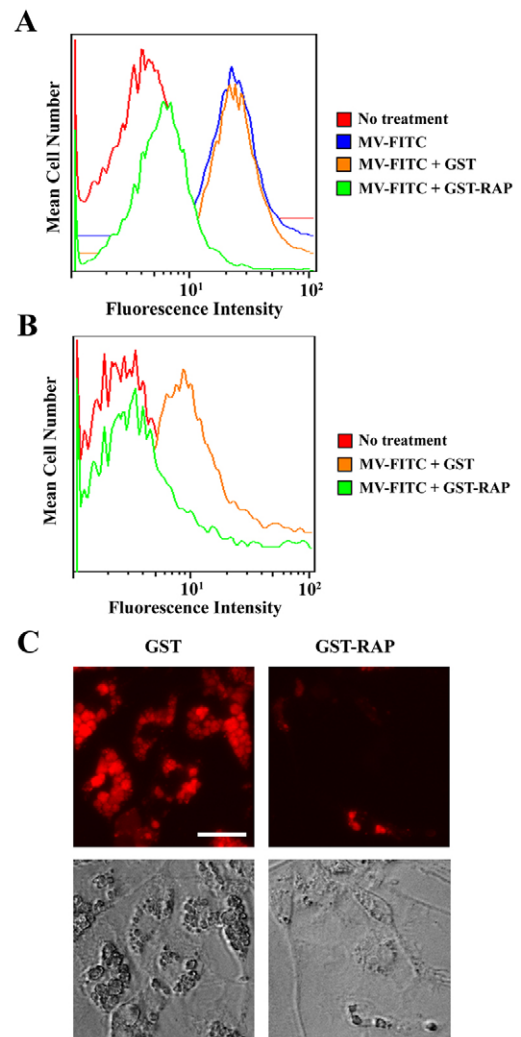 A
Mean Cell Number
10¹
10²
Fluorescence Intensity
No treatment
MV-FITC
MV-FITC + GST
MV-FITC + GST-RAP
B
Mean Cell Number
10¹
10²
Fluorescence Intensity
No treatment
MV-FITC + GST
MV-FITC + GST-RAP
C
GST
GST-RAP